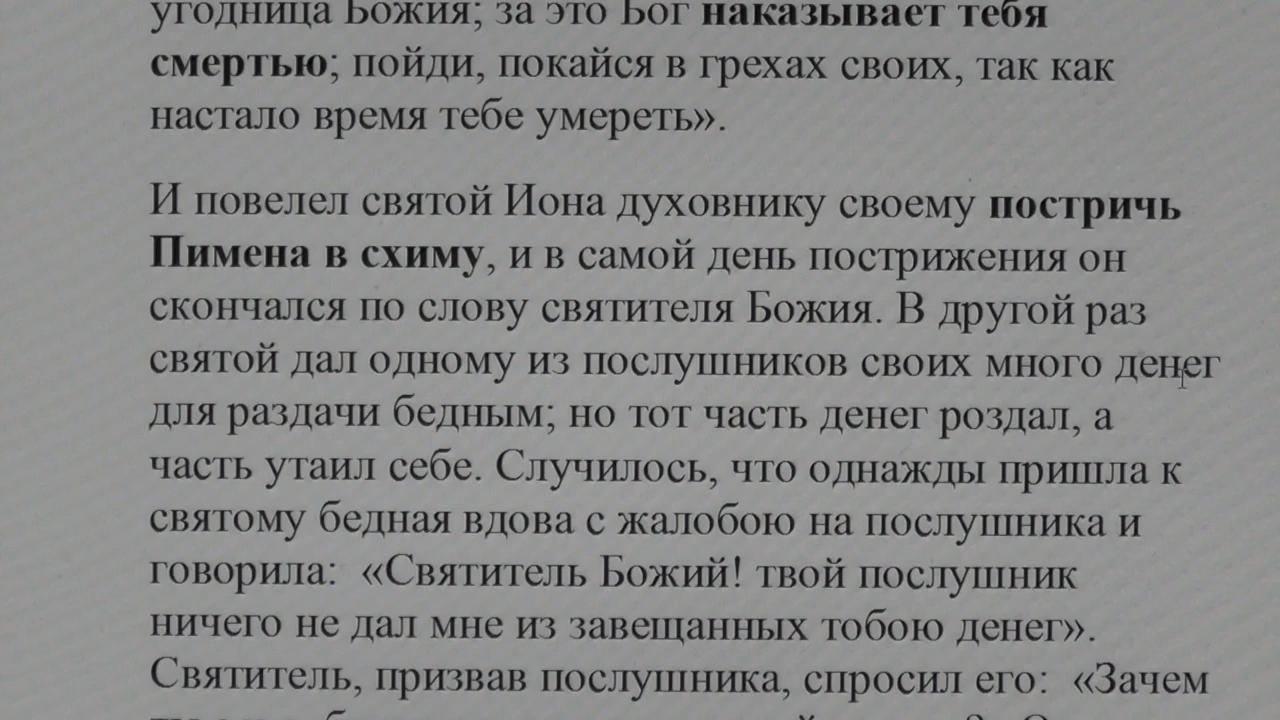 угодница Божия; за это Бог наказывает тебя
смертью; пойди, покайся в грехах своих, так как
настало время тебе умереть».
И повелел святой Иона духовнику своему постричь
Пимена в схиму, и в самой день пострижения он
скончался по слову святителя Божия. В другой раз
святой дал одному из послушников своих много денег
для раздачи бедным; но тот часть денег роздал, а
часть утаил себе. Случилось, что однажды пришла к
святому бедная вдова с жалобою на послушника и
говорила: «Святитель Божий! твой послушник
ничего не дал мне из завещанных тобою денег».
Святитель, призвав послушника, спросил его: «Зачем